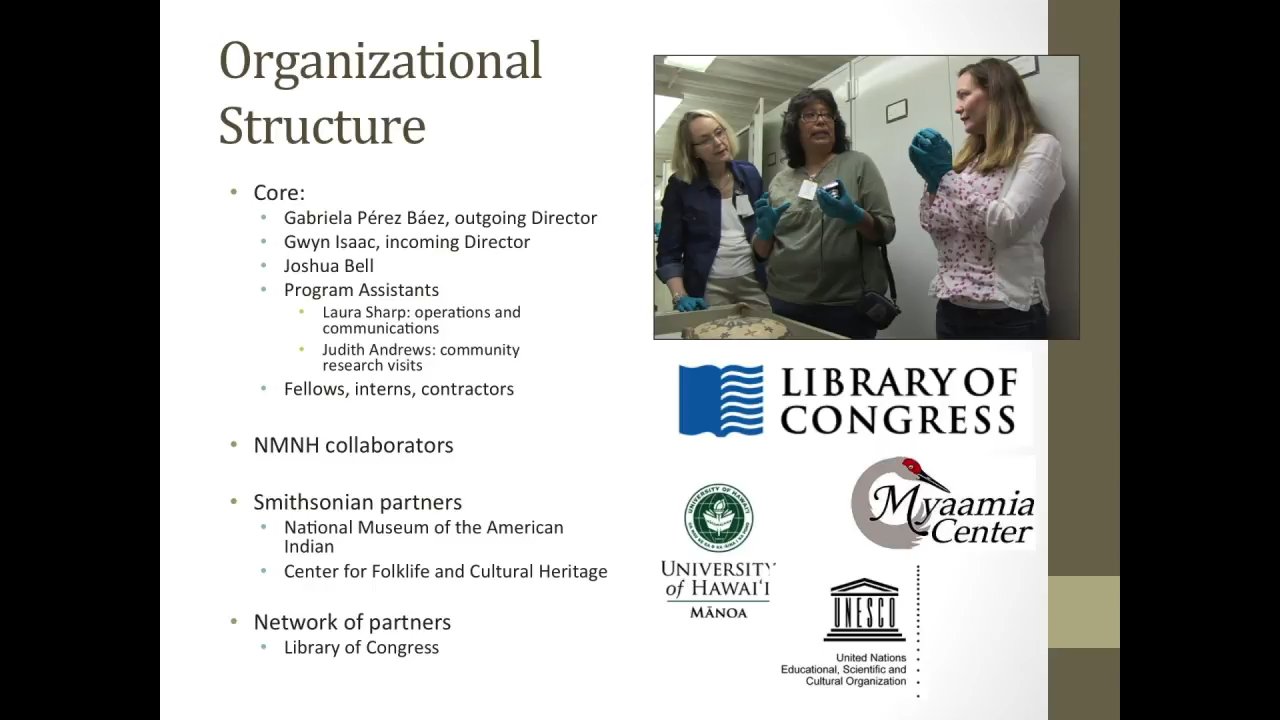 Organizational
Structure
• Core:
• Gabriela Pérez Báez, outgoing Director
• Gwyn Isaac, incoming Director
• Joshua Bell
• Program Assistants
• Laura Sharp: operations and
communications
• Judith Andrews: community
research visits
• Fellows, interns, contractors
• NMNH collaborators
• Smithsonian partners
• National Museum of the American
Indian
• Center for Folklife and Cultural Heritage
• Network of partners
• Library of Congress
LIBRARY OF
CONGRESS
Myaamia
Center
UNIVERSITY
of HAWAIʻI
MĀNOA
UNESCO
United Nations
Educational, Scientific and
Cultural Organization